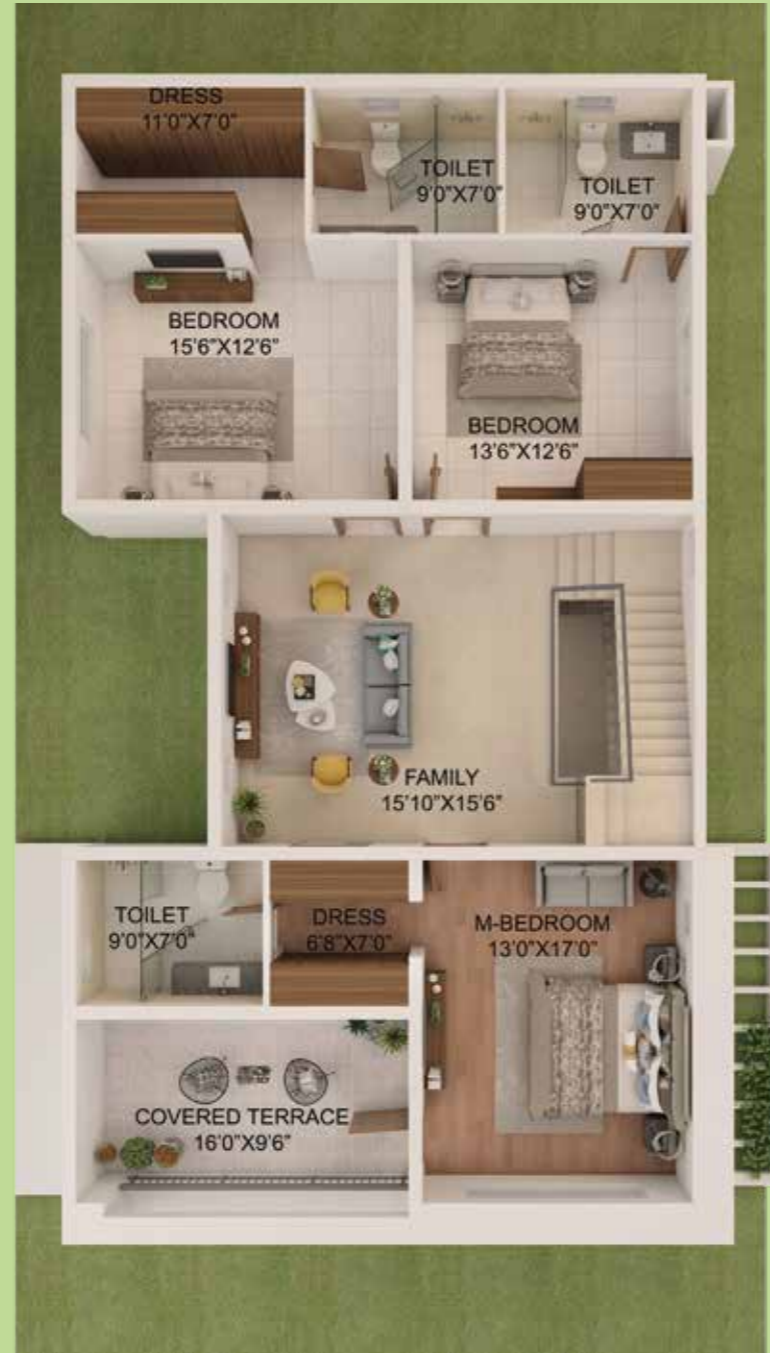 DRESS
11'0"X7'0"
TOILET
9'0"X7'0"
TOILET
9'0"X7'0"
BEDROOM
15'6"X12'6"
BEDROOM
13'6"X12'6"
FAMILY
15'10"X15'6"
TOILET
9'0"X7'0"
DRESS
6'8"X7'0"
M-BEDROOM
13'0"X17'0"
COVERED TERRACE
16'0"X9'6"